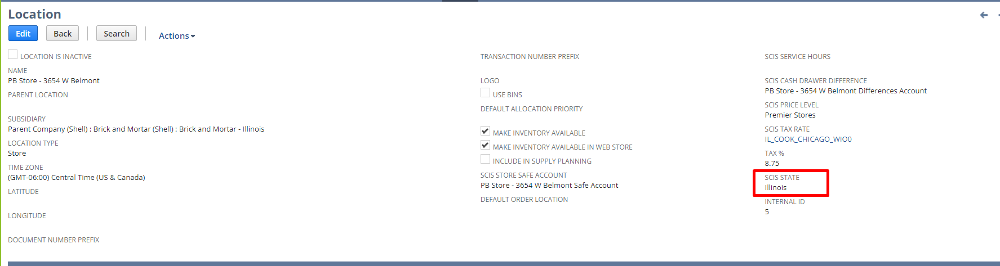 Location
Edit
Back
Search
Actions
LOCATION IS INACTIVE
NAME
PB Store - 3654 W Belmont
PARENT LOCATION
SUBSIDIARY
Parent Company (Shell) : Brick and Mortar (Shell) : Brick and Mortar - Illinois
LOCATION TYPE
Store
TIME ZONE
(GMT-06:00) Central Time (US & Canada)
LATITUDE
LONGITUDE
DOCUMENT NUMBER PREFIX
TRANSACTION NUMBER PREFIX
LOGO
USE BINS
DEFAULT ALLOCATION PRIORITY
MAKE INVENTORY AVAILABLE
MAKE INVENTORY AVAILABLE IN WEB STORE
INCLUDE IN SUPPLY PLANNING
SCIS STORE SAFE ACCOUNT
PB Store - 3654 W Belmont Safe Account
DEFAULT ORDER LOCATION
SCIS SERVICE HOURS
SCIS CASH DRAWER DIFFERENCE
PB Store - 3654 W Belmont Differences Account
SCIS PRICE LEVEL
Premier Stores
SCIS TAX RATE
IL_COOK_CHICAGO_WIO0
TAX %
8.75
SCIS STATE
Illinois
INTERNAL ID
5